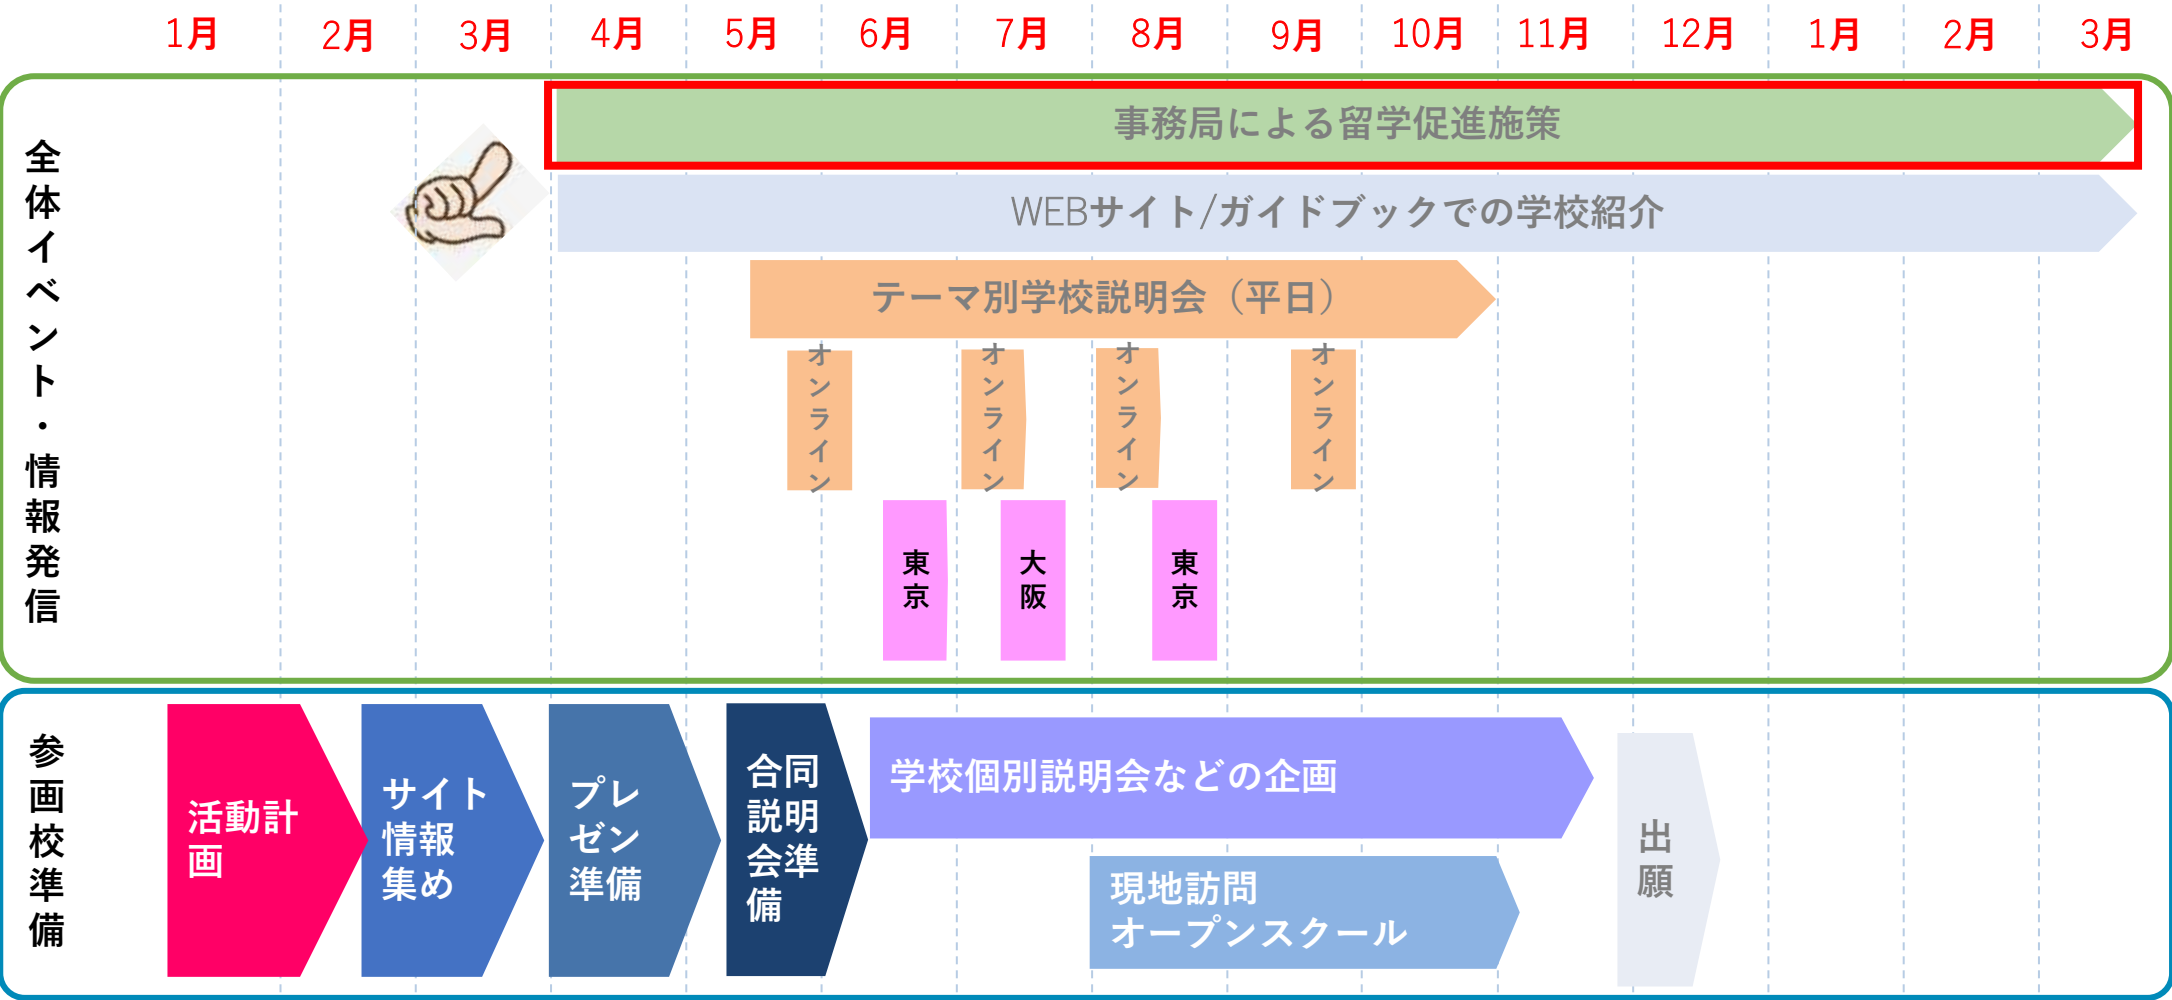 1月 2月 3月 4月 5月 6月 7月 8月 9月 10月 11月 12月 1月 2月 3月
全体イベント・情報発信
事務局による留学促進施策
WEBサイト/ガイドブックでの学校紹介
テーマ別学校説明会（平日）
オンライン
オンライン
オンライン
オンライン
東京
大阪
東京
参画校準備
活動計
画
サイト
情報
集め
プレ
ゼン
準備
合同
説明
会準
備
学校個別説明会などの企画
現地訪問
オープンスクール
出願